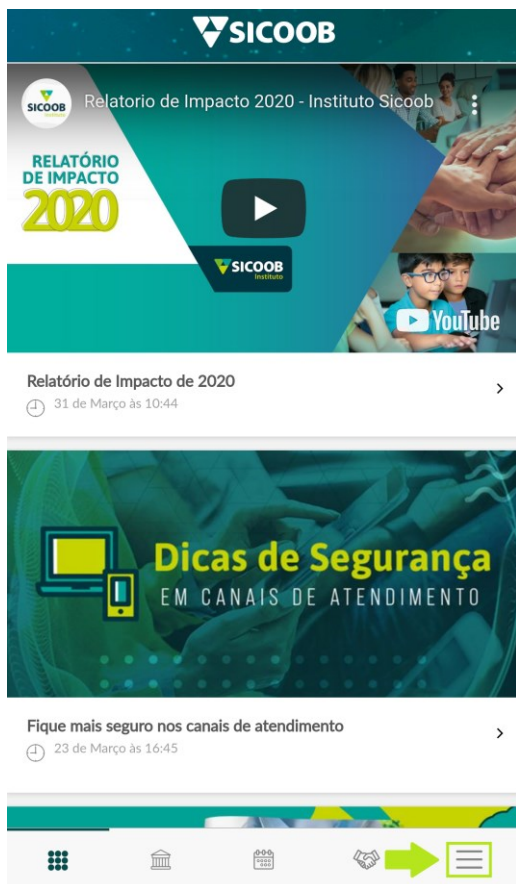 SICOOB
SICOOB
Instituto
Relatorio de Impacto 2020 - Instituto Sicoob
RELATÓRIO
DE IMPACTO
2020
SICOOB
Instituto
YouTube
Relatório de Impacto de 2020
31 de Março às 10:44
Dicas de Segurança
EM CANAIS DE ATENDIMENTO
Fique mais seguro nos canais de atendimento
23 de Março às 16:45